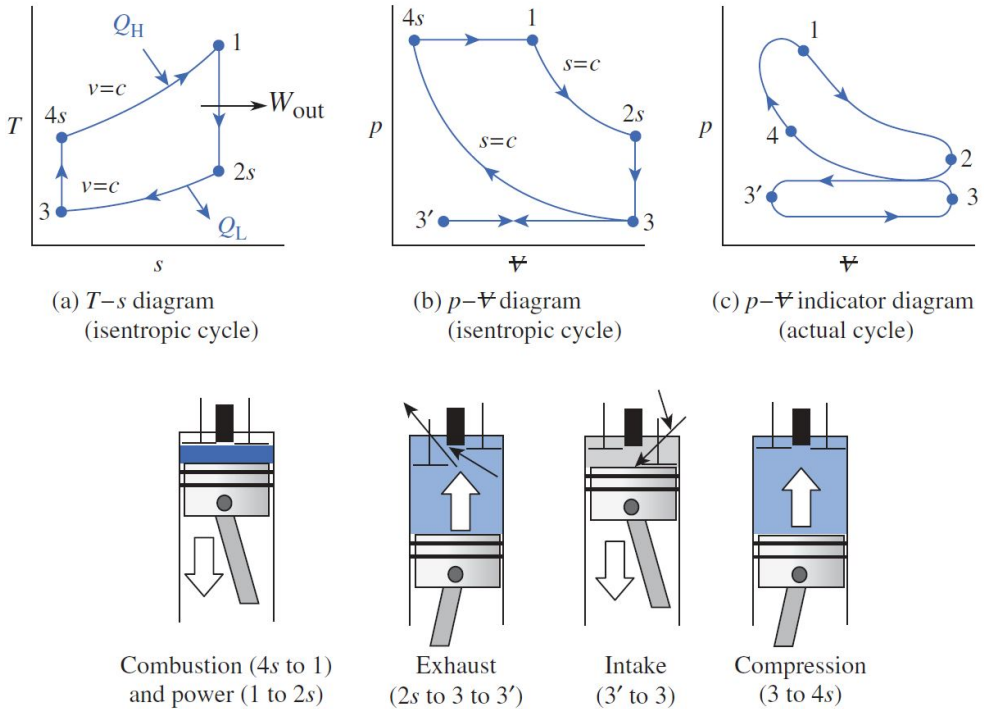 Q_H
1
v=c
4s
T
W_out
2s
v=c
3
Q_L
s
(a) T–s diagram
(isentropic cycle)
4s
1
s=c
2s
p
s=c
3′
3
V
(b) p–V diagram
(isentropic cycle)
1
p
4
2
3′
3
V
(c) p–V indicator diagram
(actual cycle)
Combustion (4s to 1)
and power (1 to 2s)
Exhaust
(2s to 3 to 3′)
Intake
(3′ to 3)
Compression
(3 to 4s)